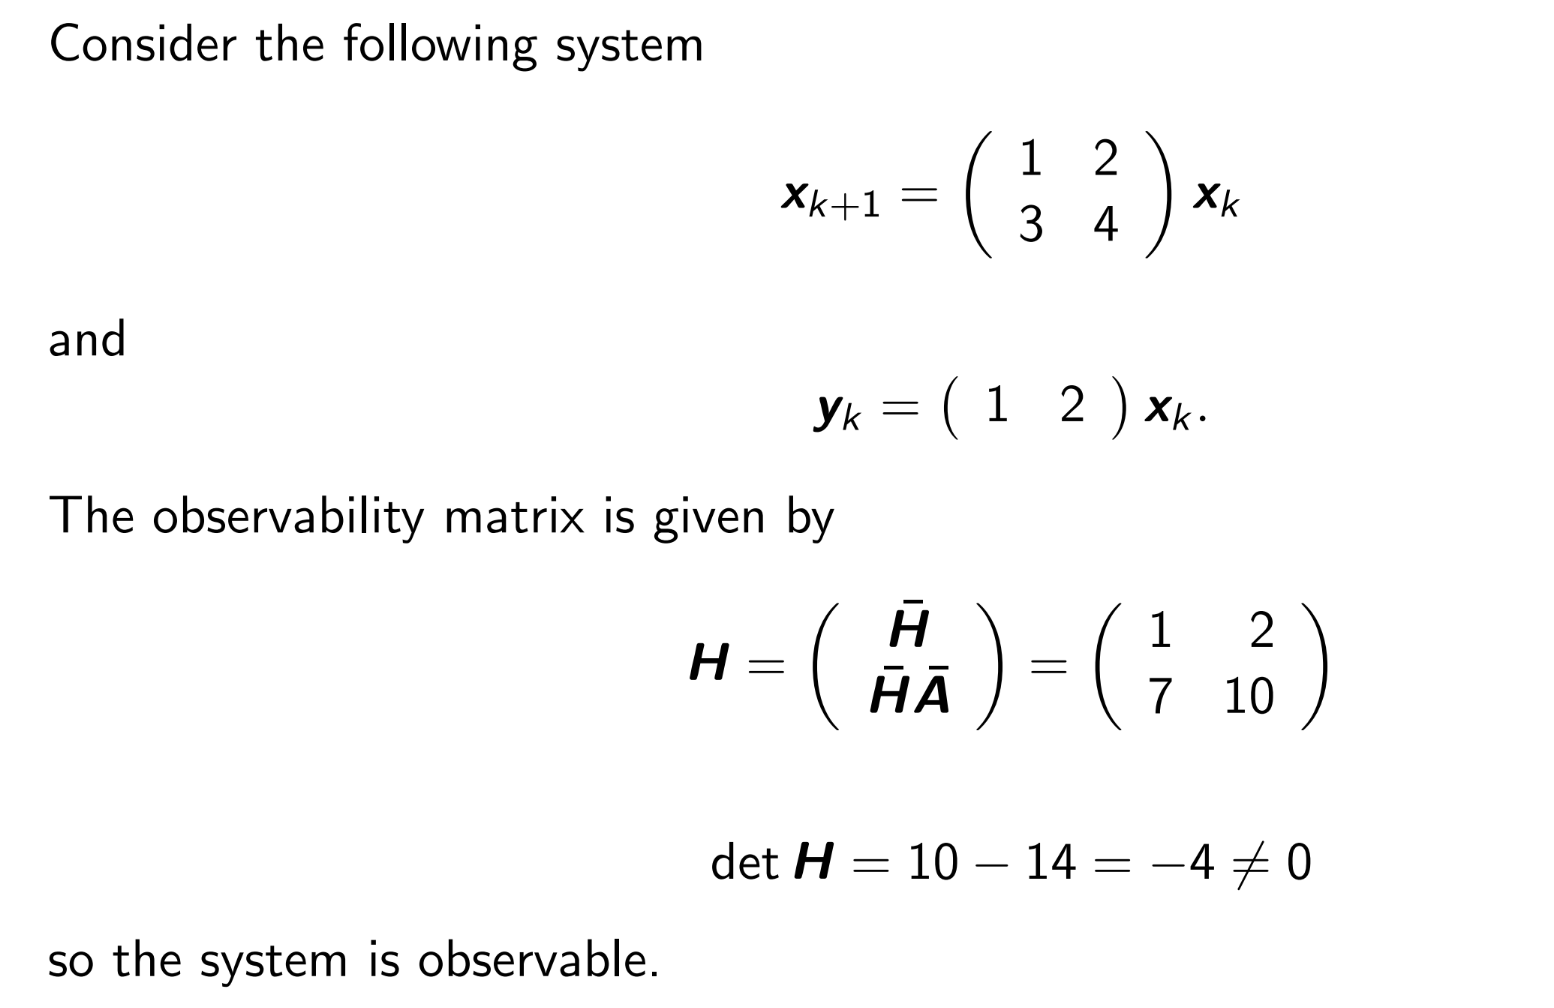 Consider the following system
$$\boldsymbol{x}_{k+1} = \begin{pmatrix} 1 & 2 \\ 3 & 4 \end{pmatrix} \boldsymbol{x}_k$$
and
$$\boldsymbol{y}_k = \begin{pmatrix} 1 & 2 \end{pmatrix} \boldsymbol{x}_k.$$
The observability matrix is given by
$$\boldsymbol{H} = \begin{pmatrix} \bar{\boldsymbol{H}} \\ \bar{\boldsymbol{H}}\bar{\boldsymbol{A}} \end{pmatrix} = \begin{pmatrix} 1 & 2 \\ 7 & 10 \end{pmatrix}$$
$$\det \boldsymbol{H} = 10 - 14 = -4 \neq 0$$
so the system is observable.